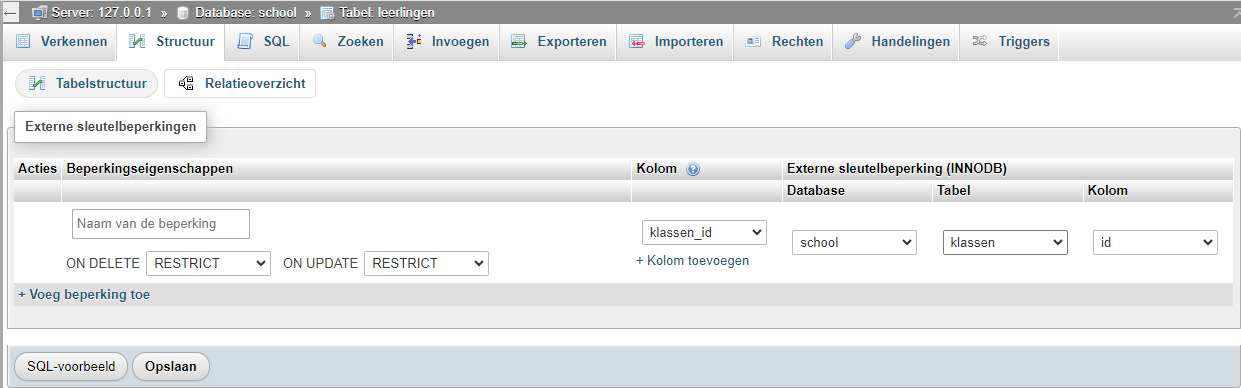 Server: 127.0.0.1 » Database: school » Tabel: leerlingen
Verkennen Structuur SQL Zoeken Invoegen Exporteren Importeren Rechten Handelingen Triggers
Tabelstructuur Relatieoverzicht
Externe sleutelbeperkingen
Acties Beperkingseigenschappen Kolom Externe sleutelbeperking (INNODB)
Database Tabel Kolom
Naam van de beperking
klassen_id school klassen id
ON DELETE RESTRICT ON UPDATE RESTRICT + Kolom toevoegen
+ Voeg beperking toe
SQL-voorbeeld Opslaan